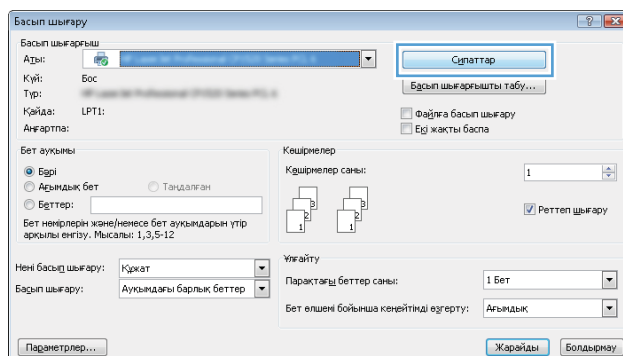 Басып шығару
Басып шығарғыш
Аты:
Сипаттар
Күй: Бос
Түр:
Басып шығарғышты табу...
Қайда: LPT1:
Аңғартпа:
Файлға басып шығару
Екі жақты баспа
Бет ауқымы
Бәрі
Ағымдық бет
Таңдалған
Беттер:
Бет нөмірлерін және/немесе бет ауқымдарын үтір
арқылы енгізу. Мысалы: 1,3,5-12
Көшірмелер
Көшірмелер саны: 1
Реттеп шығару
Нені басып шығару: Құжат
Басып шығару: Ауқымдағы барлық беттер
Ұлғайту
Парақтағы беттер саны: 1 Бет
Бет өлшемі бойынша кеңейтімді өзгерту: Ағымдық
Параметрлер...
Жарайды
Болдырмау